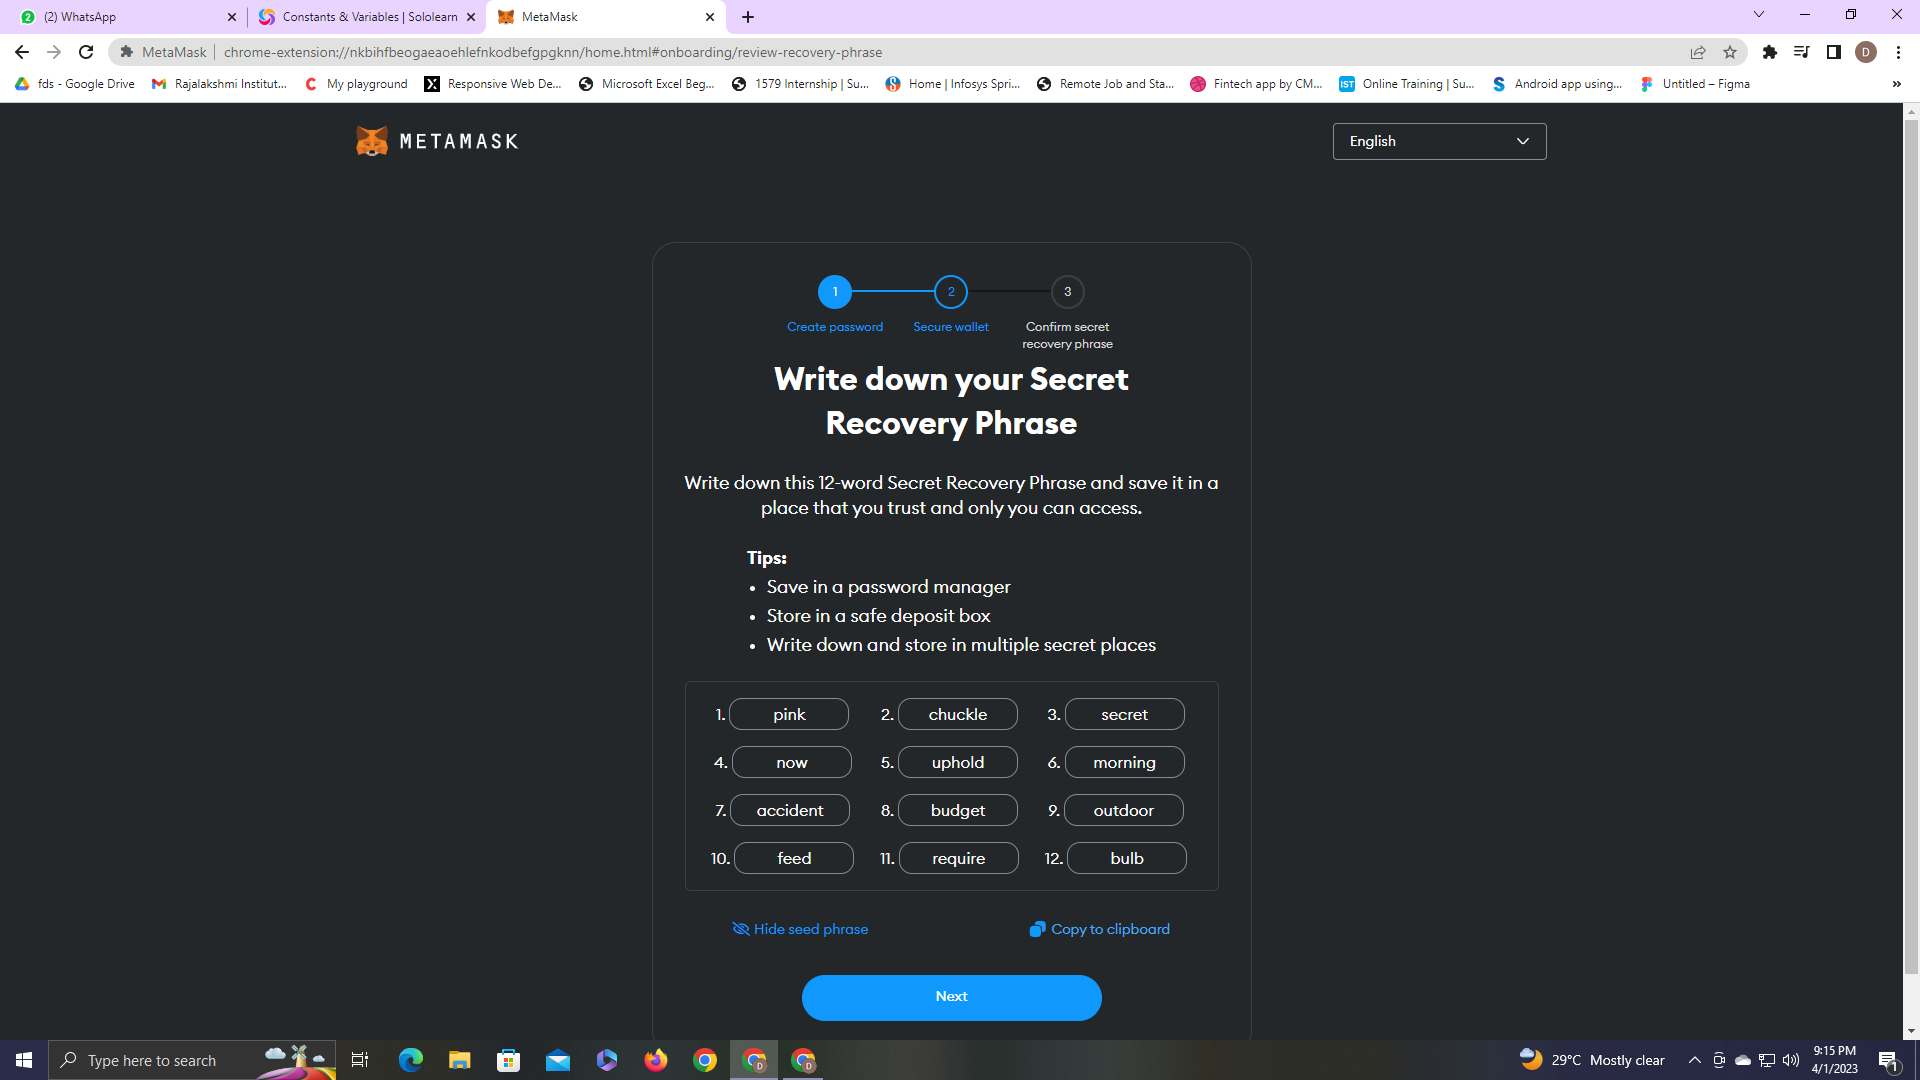 (2) WhatsApp
Constants & Variables | Sololearn
MetaMask
MetaMask
chrome-extension://nkbihfbeogaeaoehlefnkodbefgpgknn/home.html#onboarding/review-recovery-phrase
D
fds - Google Drive
Rajalakshmi Institut...
My playground
Responsive Web De...
Microsoft Excel Beg...
1579 Internship | Su...
Home | Infosys Spri...
Remote Job and Sta...
Fintech app by CM...
Online Training | Su...
Android app using...
Untitled – Figma
METAMASK
English
1
2
3
Create password
Secure wallet
Confirm secret
recovery phrase
Write down your Secret
Recovery Phrase
Write down this 12-word Secret Recovery Phrase and save it in a
place that you trust and only you can access.
Tips:
• Save in a password manager
• Store in a safe deposit box
• Write down and store in multiple secret places
1. pink 2. chuckle 3. secret
4. now 5. uphold 6. morning
7. accident 8. budget 9. outdoor
10. feed 11. require 12. bulb
Hide seed phrase
Copy to clipboard
Next
Type here to search
29°C Mostly clear
9:15 PM
4/1/2023
1